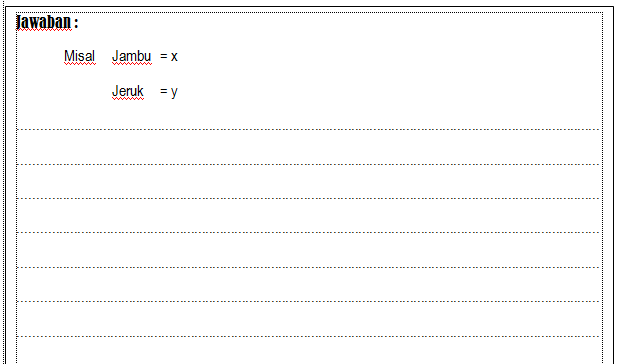 Jawaban :
Misal Jambu = x
Jeruk = y